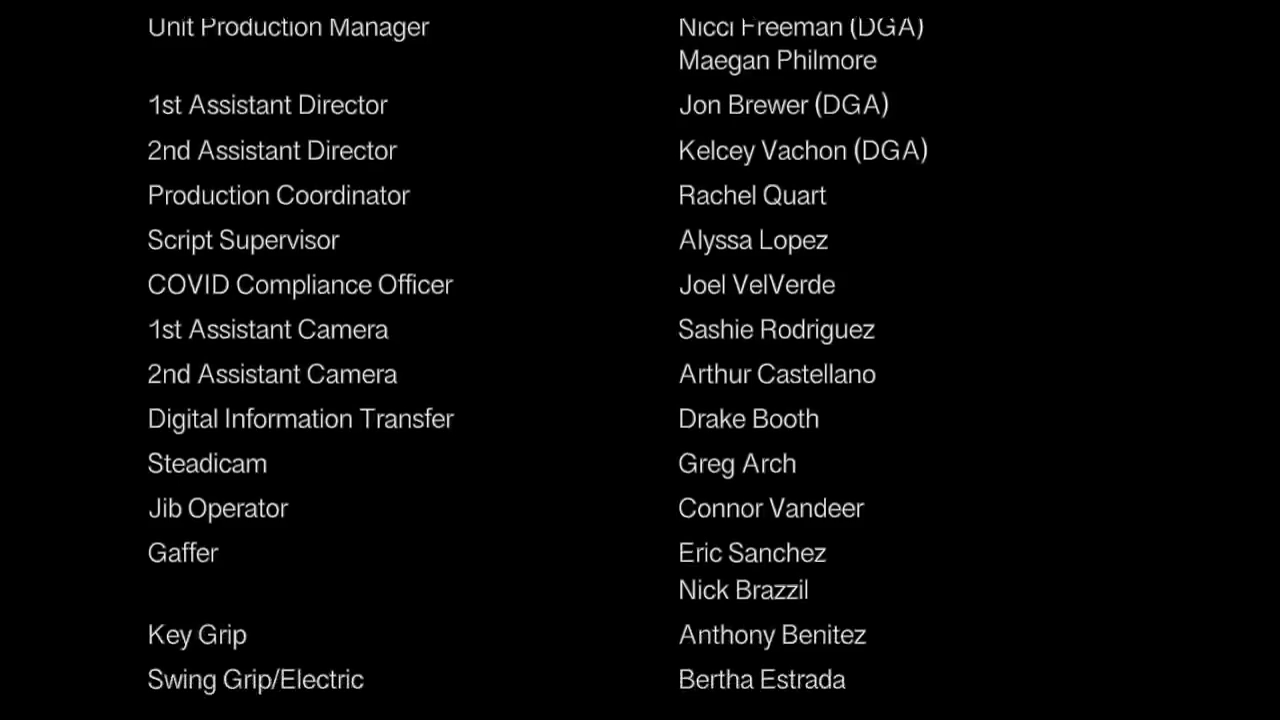 Unit Production Manager Nicci Freeman (DGA)
Maegan Philmore
1st Assistant Director Jon Brewer (DGA)
2nd Assistant Director Kelcey Vachon (DGA)
Production Coordinator Rachel Quart
Script Supervisor Alyssa Lopez
COVID Compliance Officer Joel VelVerde
1st Assistant Camera Sashie Rodriguez
2nd Assistant Camera Arthur Castellano
Digital Information Transfer Drake Booth
Steadicam Greg Arch
Jib Operator Connor Vandeer
Gaffer Eric Sanchez
Nick Brazzil
Key Grip Anthony Benitez
Swing Grip/Electric Bertha Estrada